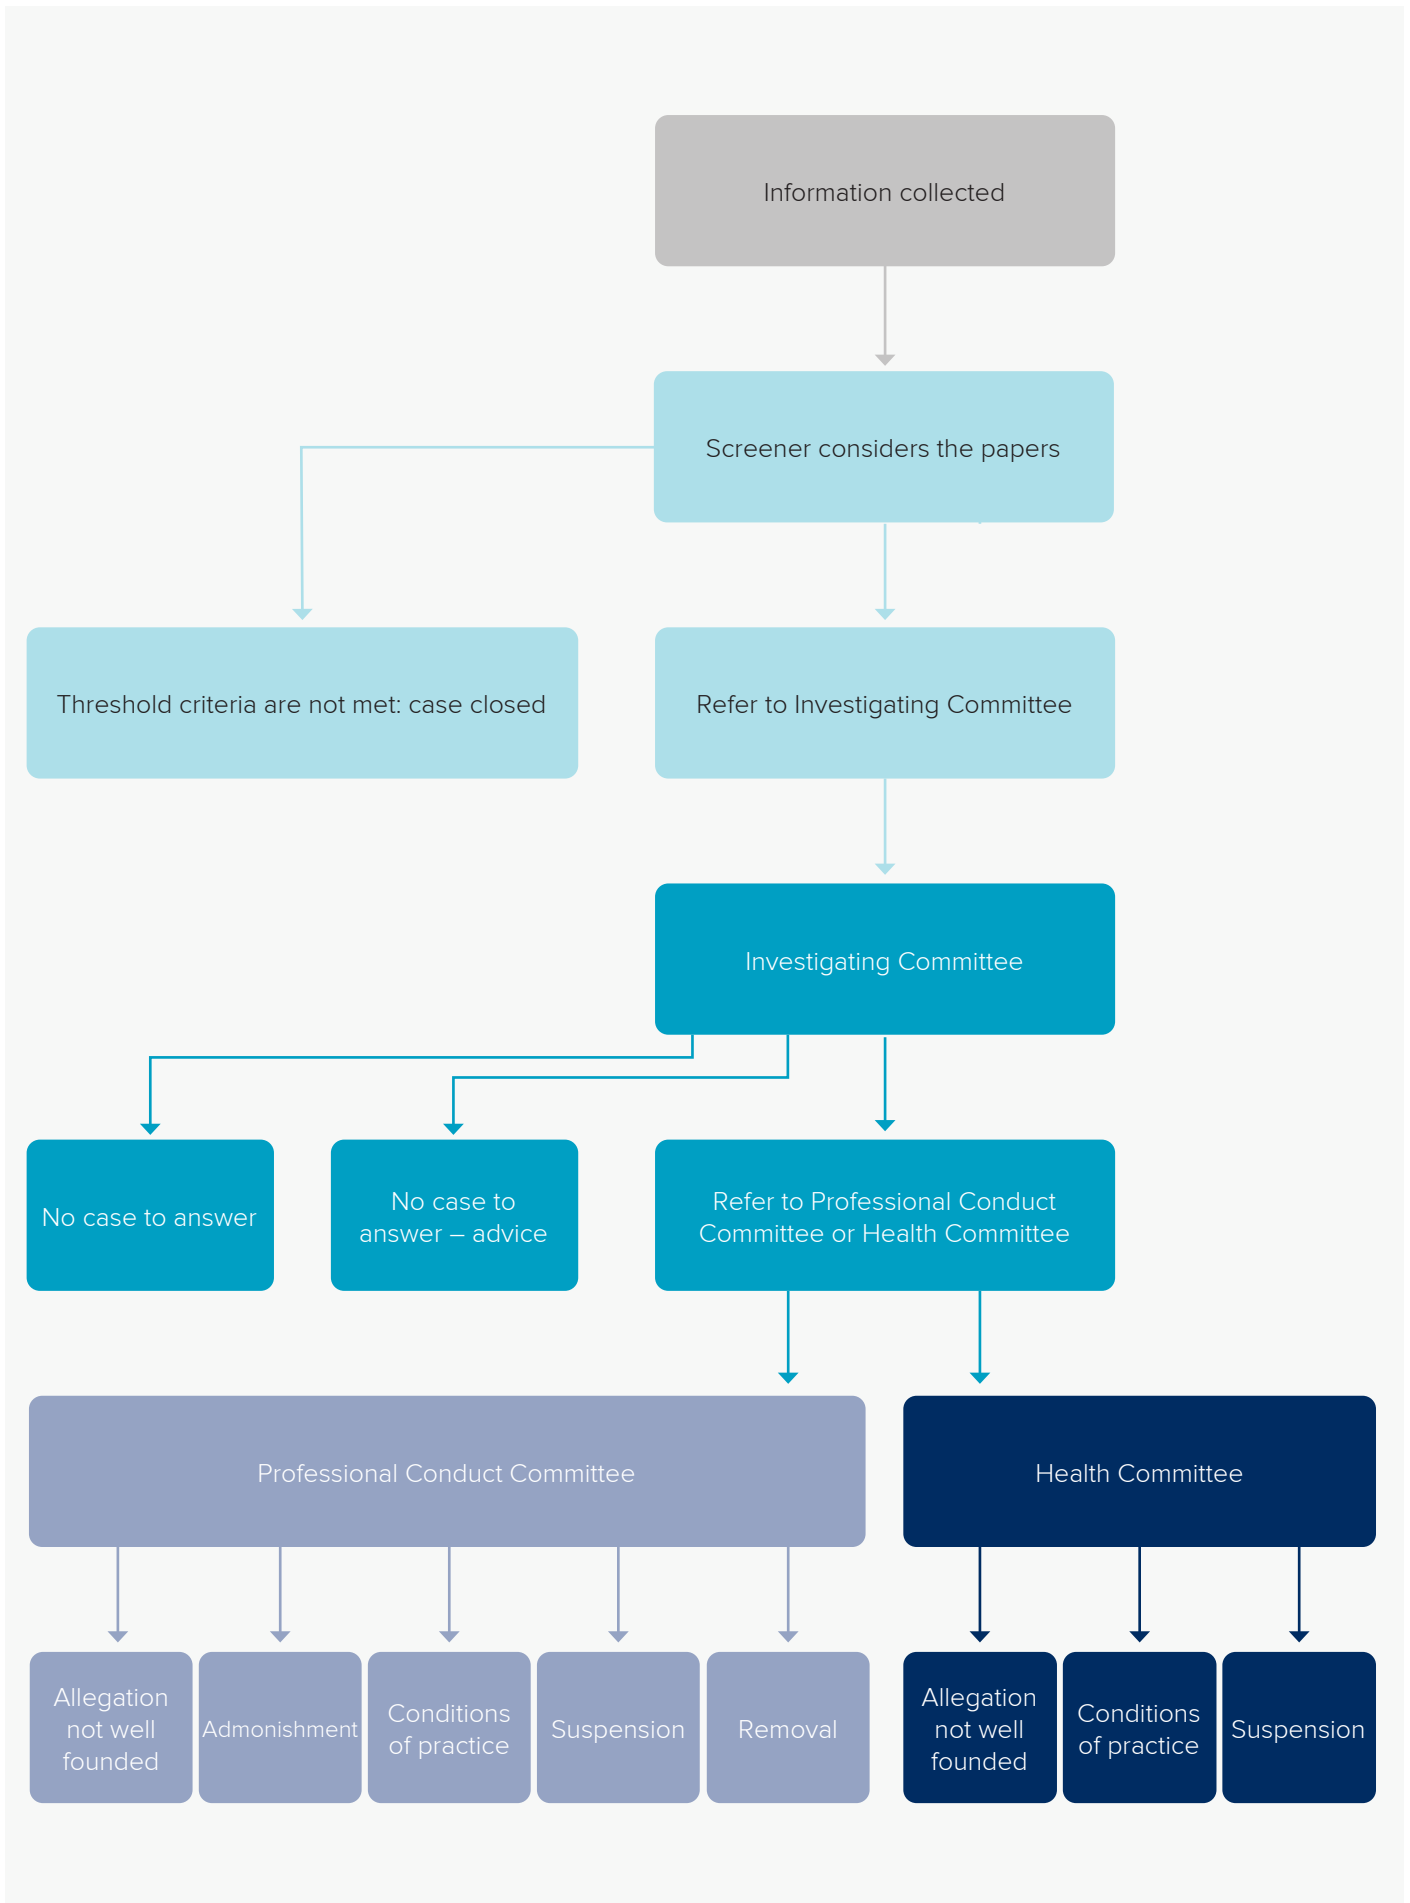 Information collected
Screener considers the papers
Threshold criteria are not met: case closed
Refer to Investigating Committee
Investigating Committee
No case to answer
No case to
answer – advice
Refer to Professional Conduct
Committee or Health Committee
Professional Conduct Committee
Health Committee
Allegation
not well
founded
Admonishment
Conditions
of practice
Suspension
Removal
Allegation
not well
founded
Conditions
of practice
Suspension